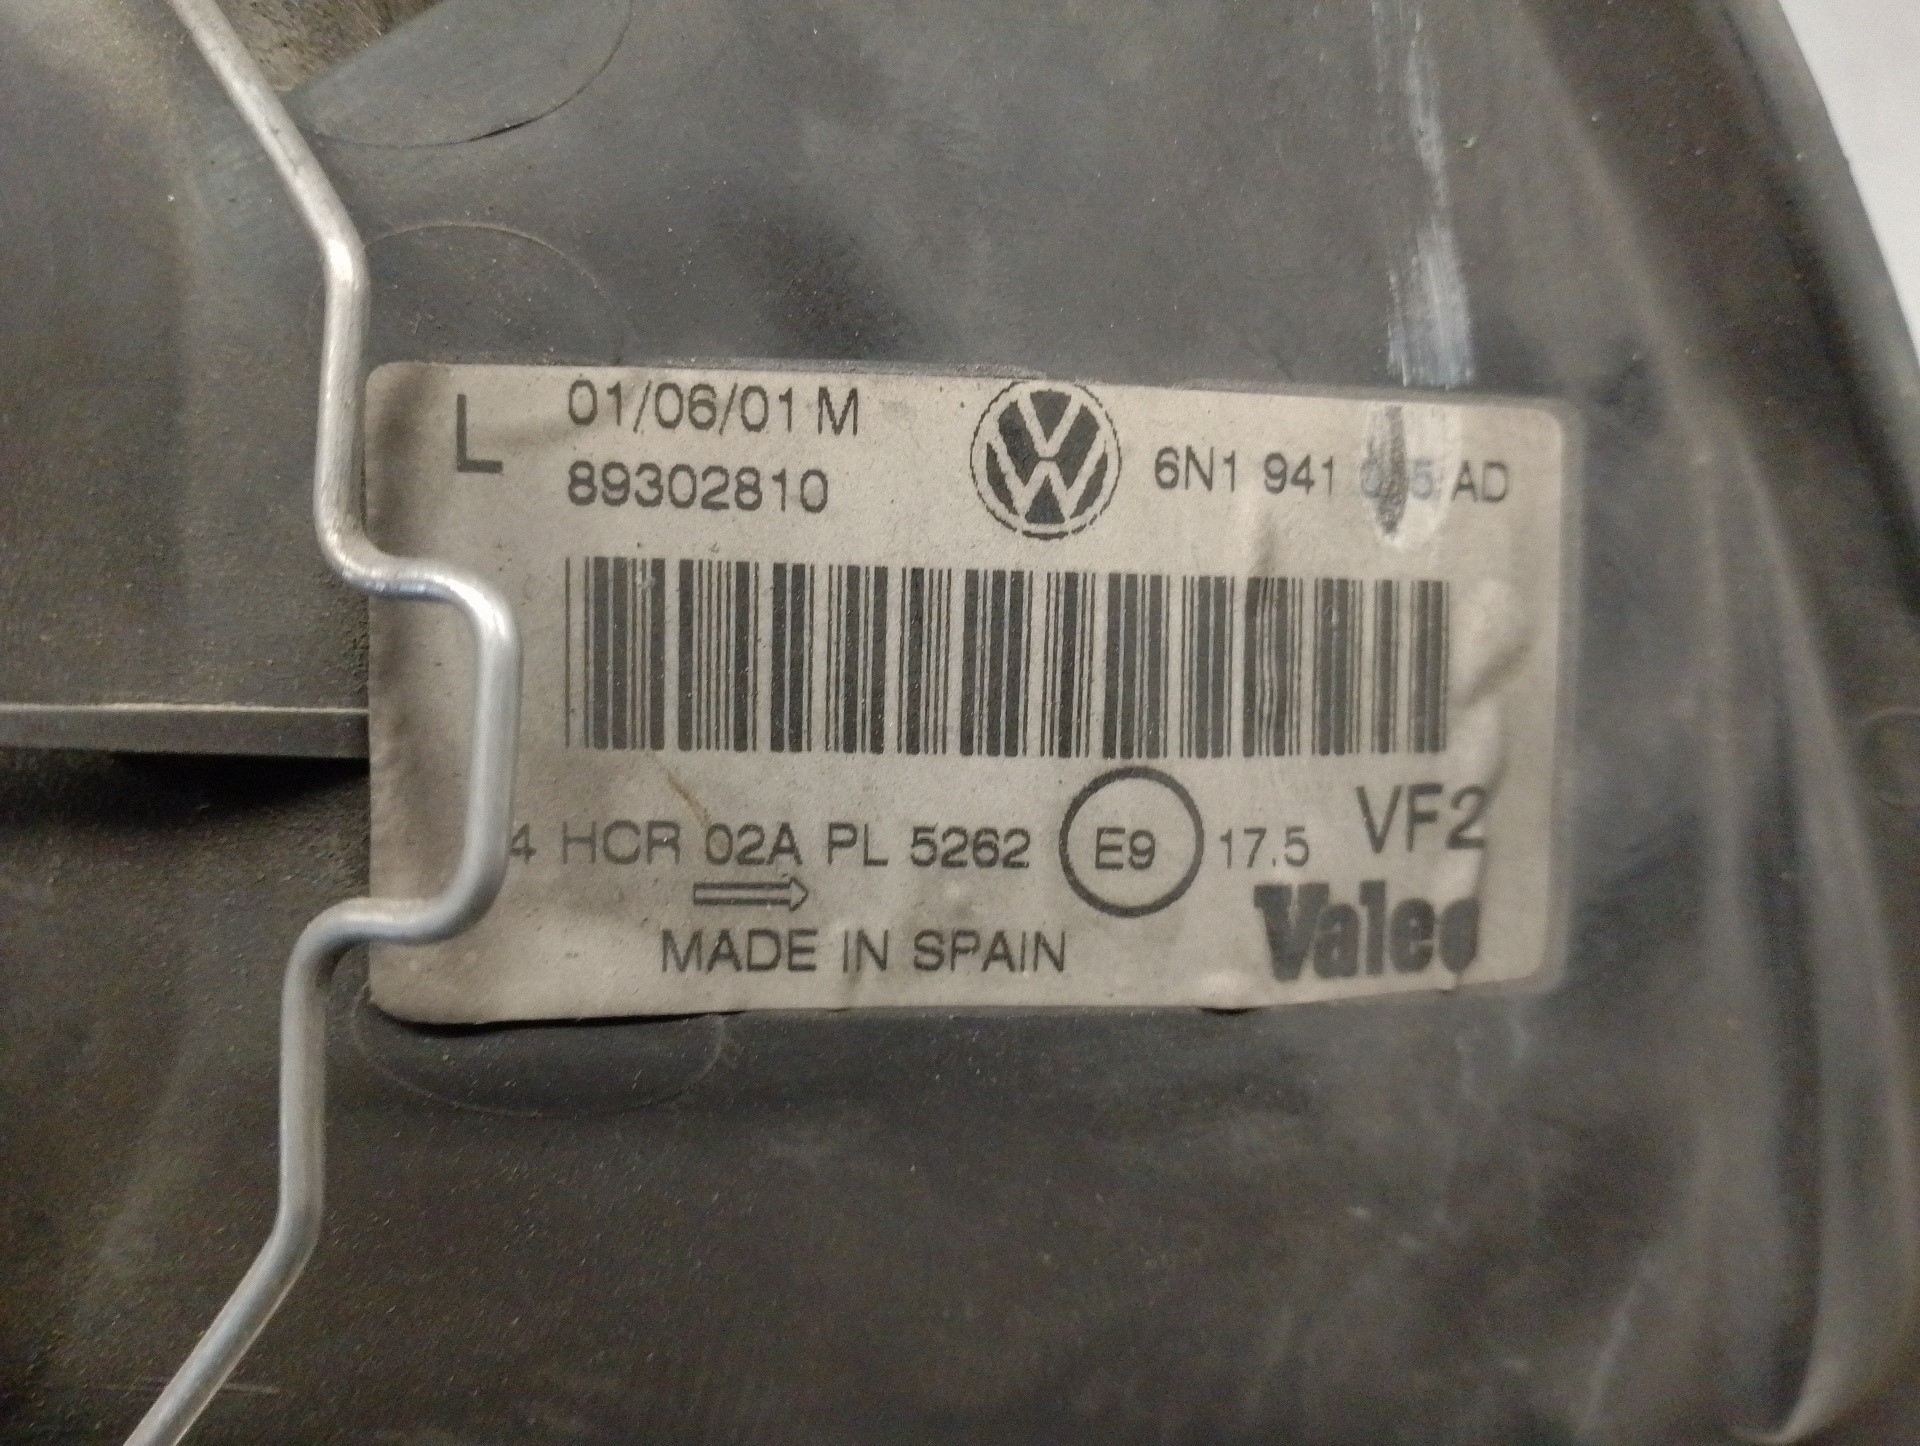 L 01/06/01 M
89302810
6N1 941 AD
4 HCR 02A PL 5262 E9 17.5 VF2
MADE IN SPAIN
Valeo